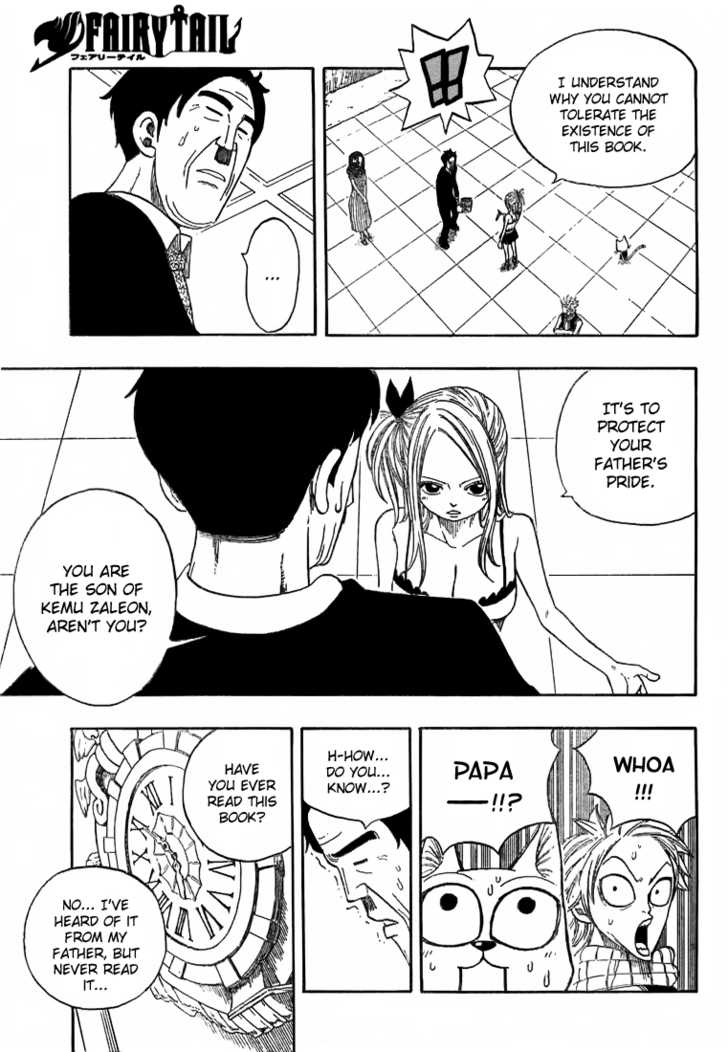 FAIRY TAIL
フェアリーテイル
I UNDERSTAND
WHY YOU CANNOT
TOLERATE THE
EXISTENCE OF
THIS BOOK.
!!
...
IT'S TO
PROTECT
YOUR
FATHER'S
PRIDE.
YOU ARE
THE SON OF
KEMU ZALEON,
AREN'T YOU?
WHOA
!!!
PAPA
—!!?
H-HOW...
DO YOU...
KNOW...?
HAVE
YOU EVER
READ THIS
BOOK?
NO... I'VE
HEARD OF IT
FROM MY
FATHER, BUT
NEVER READ
IT...